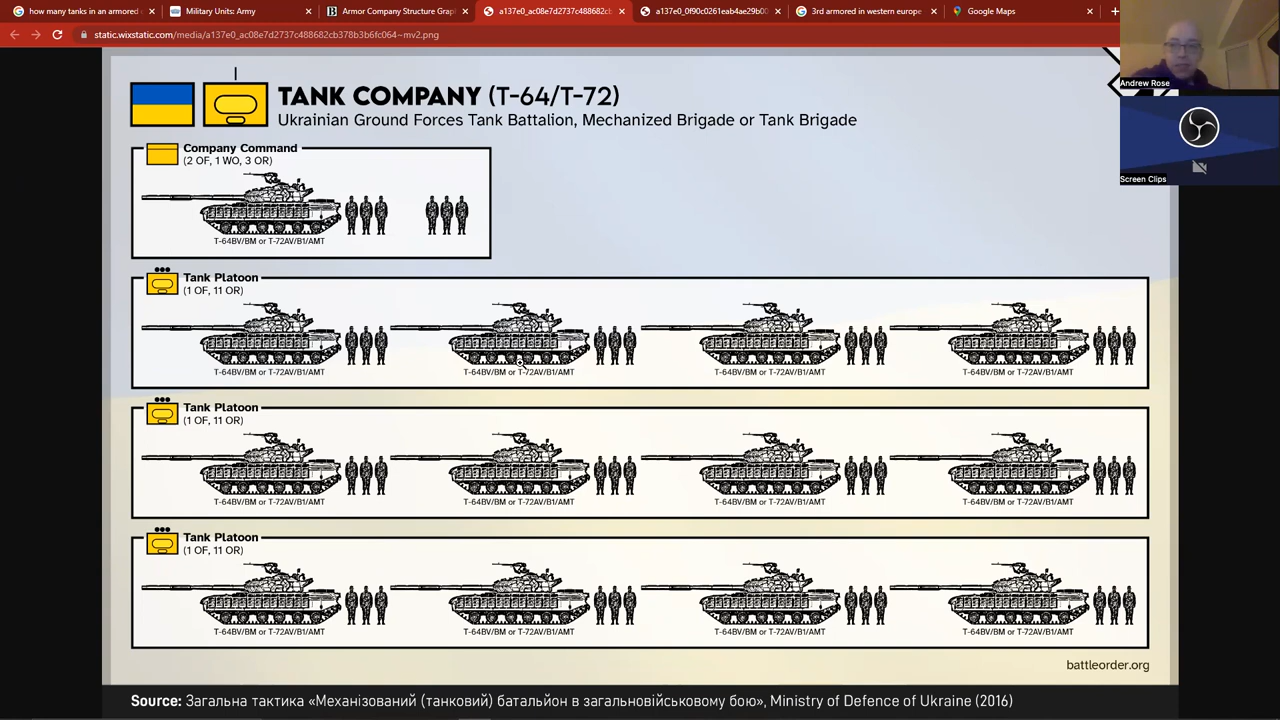 how many tanks in an armored c
Military Units: Army
Armor Company Structure Grap
a137e0_ac08e7d2737c488682cb
a137e0_0f90c0261eab4ae29b00
3rd armored in western europe
Google Maps
static.wixstatic.com/media/a137e0_ac08e7d2737c488682cb378b3b6fc064~mv2.png
Andrew Rose
Screen Clips
TANK COMPANY (T-64/T-72)
Ukrainian Ground Forces Tank Battalion, Mechanized Brigade or Tank Brigade
Company Command
(2 OF, 1 WO, 3 OR)
T-64BV/BM or T-72AV/B1/AMT
Tank Platoon
(1 OF, 11 OR)
T-64BV/BM or T-72AV/B1/AMT T-64BV/BM or T-72AV/B1/AMT T-64BV/BM or T-72AV/B1/AMT T-64BV/BM or T-72AV/B1/AMT
Tank Platoon
(1 OF, 11 OR)
T-64BV/BM or T-72AV/B1/AMT T-64BV/BM or T-72AV/B1/AMT T-64BV/BM or T-72AV/B1/AMT T-64BV/BM or T-72AV/B1/AMT
Tank Platoon
(1 OF, 11 OR)
T-64BV/BM or T-72AV/B1/AMT T-64BV/BM or T-72AV/B1/AMT T-64BV/BM or T-72AV/B1/AMT T-64BV/BM or T-72AV/B1/AMT
battleorder.org
Source: Загальна тактика «Механізований (танковий) батальйон в загальновійськовому бою», Ministry of Defence of Ukraine (2016)